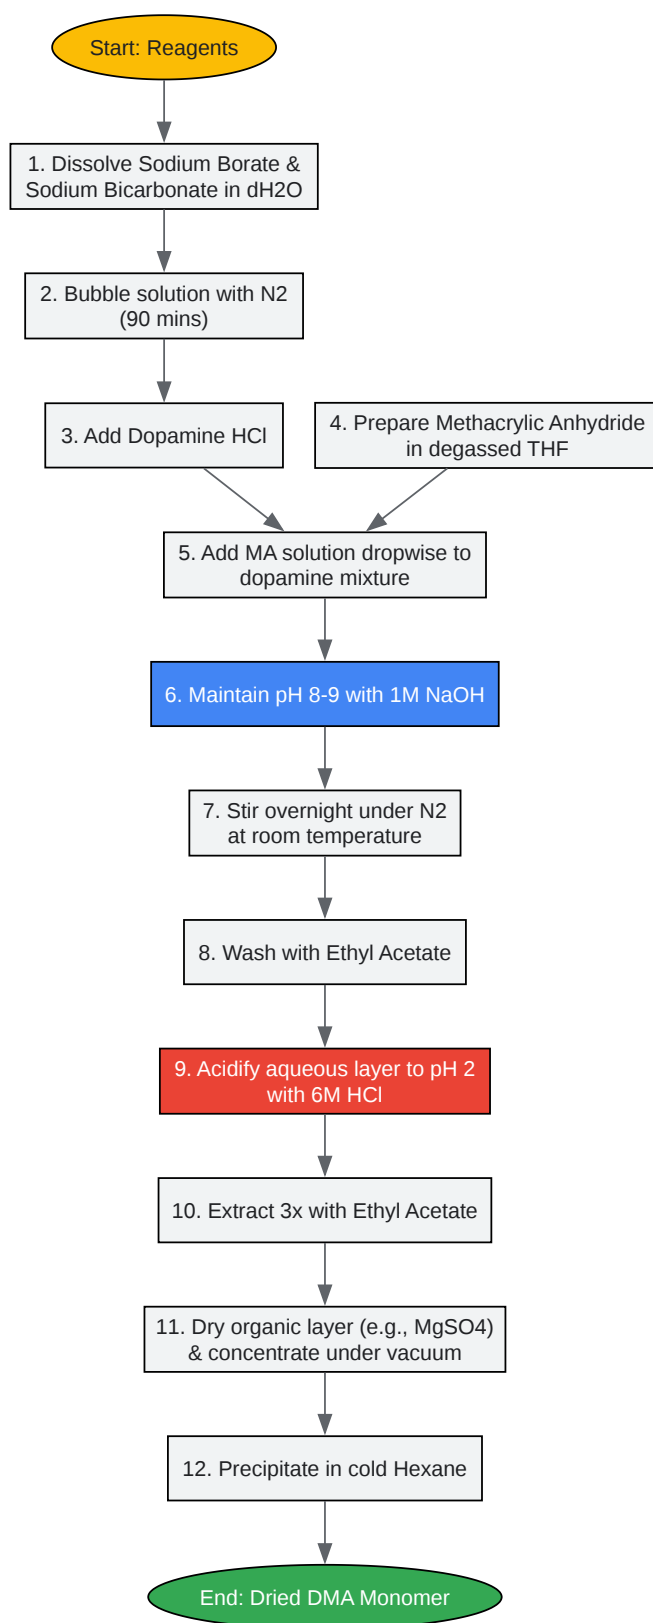 Start: Reagents
1. Dissolve Sodium Borate &
Sodium Bicarbonate in dH2O
2. Bubble solution with N2
(90 mins)
3. Add Dopamine HCl
4. Prepare Methacrylic Anhydride
in degassed THF
5. Add MA solution dropwise to
dopamine mixture
6. Maintain pH 8-9 with 1M NaOH
7. Stir overnight under N2
at room temperature
8. Wash with Ethyl Acetate
9. Acidify aqueous layer to pH 2
with 6M HCl
10. Extract 3x with Ethyl Acetate
11. Dry organic layer (e.g., MgSO4)
& concentrate under vacuum
12. Precipitate in cold Hexane
End: Dried DMA Monomer